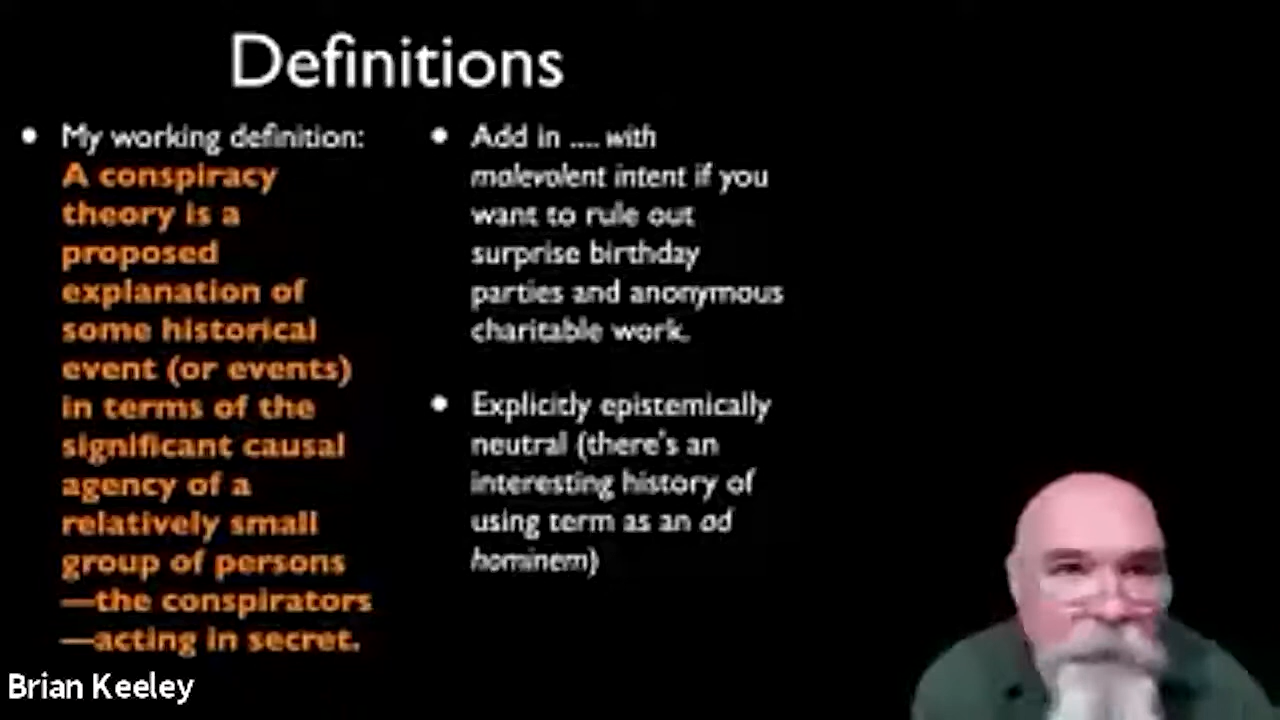 Definitions
• My working definition:
A conspiracy
theory is a
proposed
explanation of
some historical
event (or events)
in terms of the
significant causal
agency of a
relatively small
group of persons
—the conspirators
—acting in secret.
• Add in .... with
malevolent intent if you
want to rule out
surprise birthday
parties and anonymous
charitable work.
• Explicitly epistemically
neutral (there's an
interesting history of
using term as an ad
hominem)
Brian Keeley